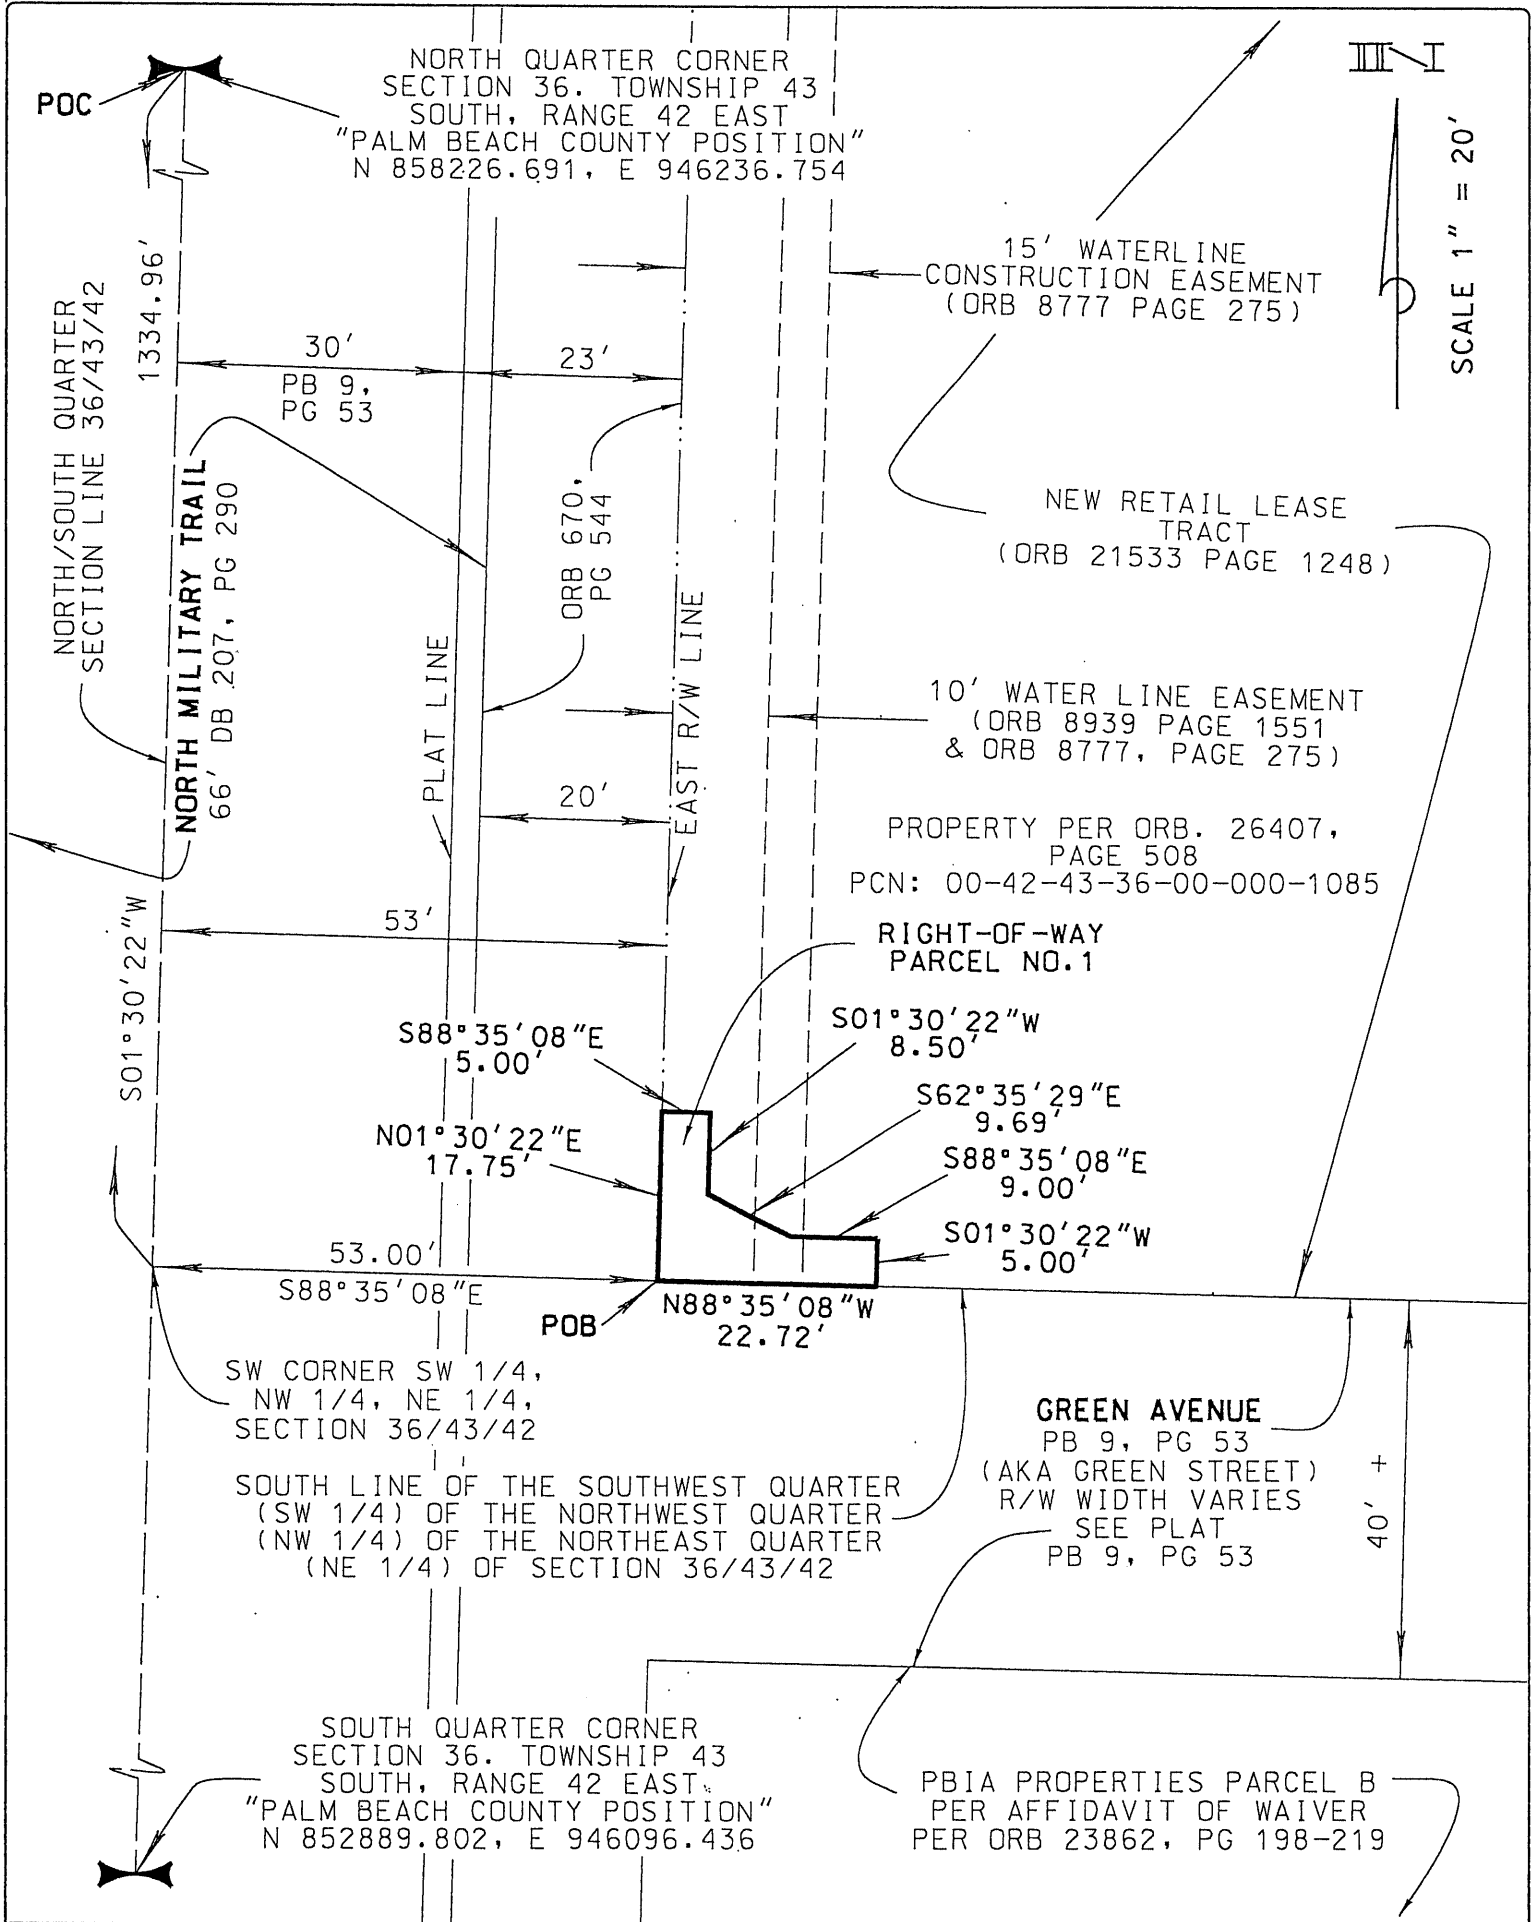 NORTH QUARTER CORNER
SECTION 36. TOWNSHIP 43
SOUTH, RANGE 42 EAST
"PALM BEACH COUNTY POSITION"
N 858226.691, E 946236.754
POC
SCALE 1" = 20'
15' WATERLINE
CONSTRUCTION EASEMENT
(ORB 8777 PAGE 275)
1334.96'
NORTH/SOUTH QUARTER
SECTION LINE 36/43/42
30'
PB 9,
PG 53
23'
NORTH MILITARY TRAIL
66' DB 207, PG 290
ORB 670,
PG 544
NEW RETAIL LEASE
TRACT
(ORB 21533 PAGE 1248)
PLAT LINE
EAST R/W LINE
10' WATER LINE EASEMENT
(ORB 8939 PAGE 1551
& ORB 8777, PAGE 275)
20'
PROPERTY PER ORB. 26407,
PAGE 508
PCN: 00-42-43-36-00-000-1085
53'
S01°30'22"W
RIGHT-OF-WAY
PARCEL NO.1
S88°35'08"E
5.00'
S01°30'22"W
8.50'
S62°35'29"E
9.69'
N01°30'22"E
17.75'
S88°35'08"E
9.00'
S01°30'22"W
5.00'
53.00'
S88°35'08"E
POB
N88°35'08"W
22.72'
SW CORNER SW 1/4,
NW 1/4, NE 1/4,
SECTION 36/43/42
GREEN AVENUE
PB 9, PG 53
(AKA GREEN STREET)
R/W WIDTH VARIES
SEE PLAT
PB 9, PG 53
40' +
SOUTH LINE OF THE SOUTHWEST QUARTER
(SW 1/4) OF THE NORTHWEST QUARTER
(NW 1/4) OF THE NORTHEAST QUARTER
(NE 1/4) OF SECTION 36/43/42
SOUTH QUARTER CORNER
SECTION 36. TOWNSHIP 43
SOUTH, RANGE 42 EAST
"PALM BEACH COUNTY POSITION"
N 852889.802, E 946096.436
PBIA PROPERTIES PARCEL B
PER AFFIDAVIT OF WAIVER
PER ORB 23862, PG 198-219